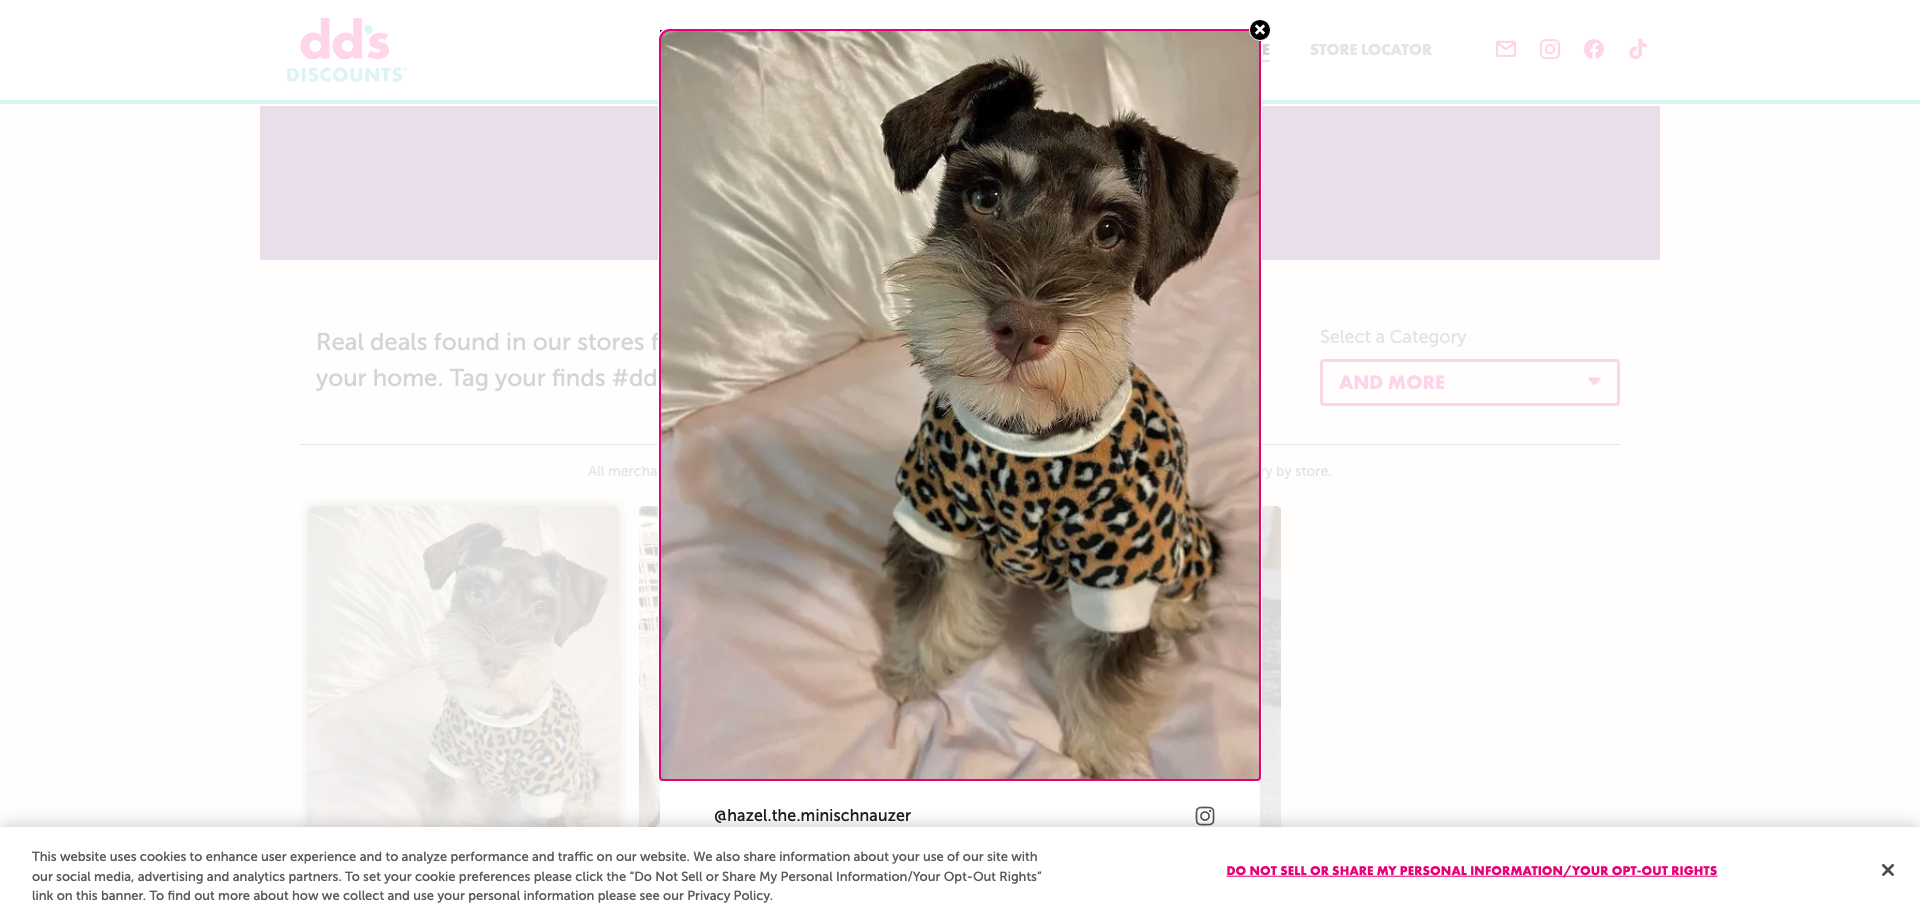 dd's
DISCOUNTS
E
STORE LOCATOR
Real deals found in our stores f
your home. Tag your finds #dd
Select a Category
AND MORE
All mercha
ry by store.
@hazel.the.minischnauzer
This website uses cookies to enhance user experience and to analyze performance and traffic on our website. We also share information about your use of our site with
our social media, advertising and analytics partners. To set your cookie preferences please click the “Do Not Sell or Share My Personal Information/Your Opt-Out Rights”
link on this banner. To find out more about how we collect and use your personal information please see our Privacy Policy.
DO NOT SELL OR SHARE MY PERSONAL INFORMATION/YOUR OPT-OUT RIGHTS